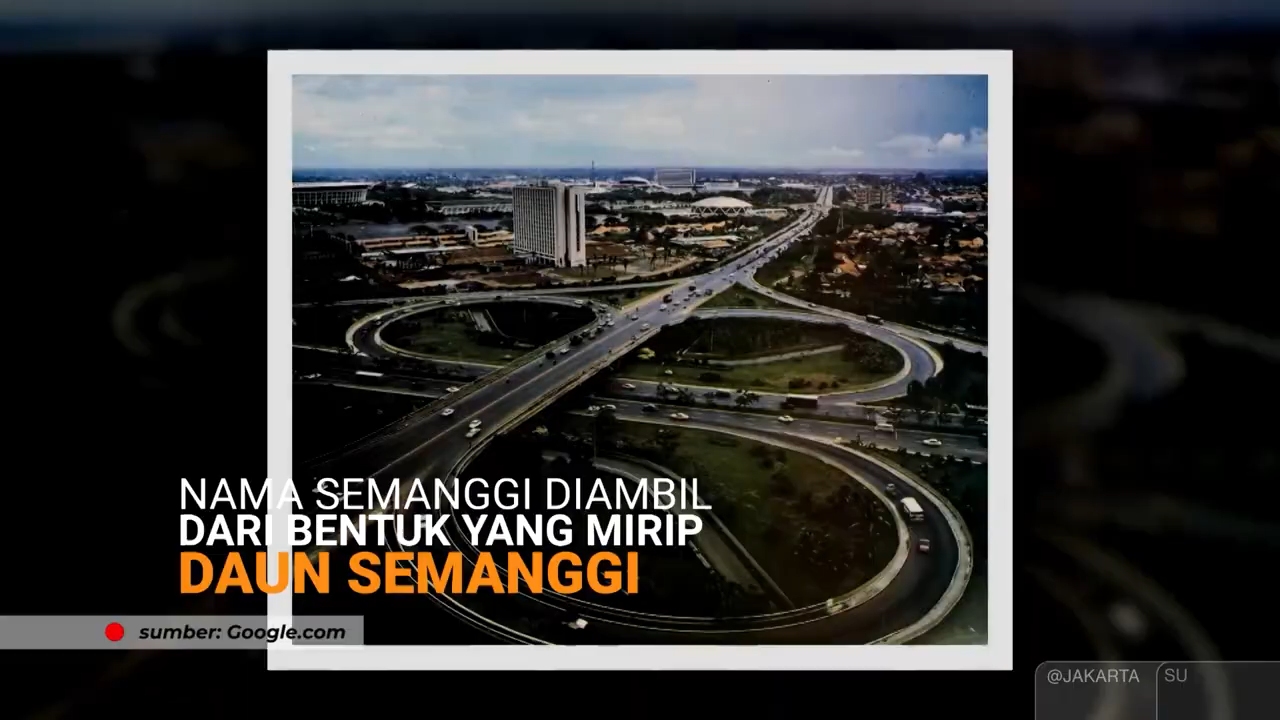 NAMA SEMANGGI DIAMBIL
DARI BENTUK YANG MIRIP
DAUN SEMANGGI
sumber: Google.com
@JAKARTA
SU